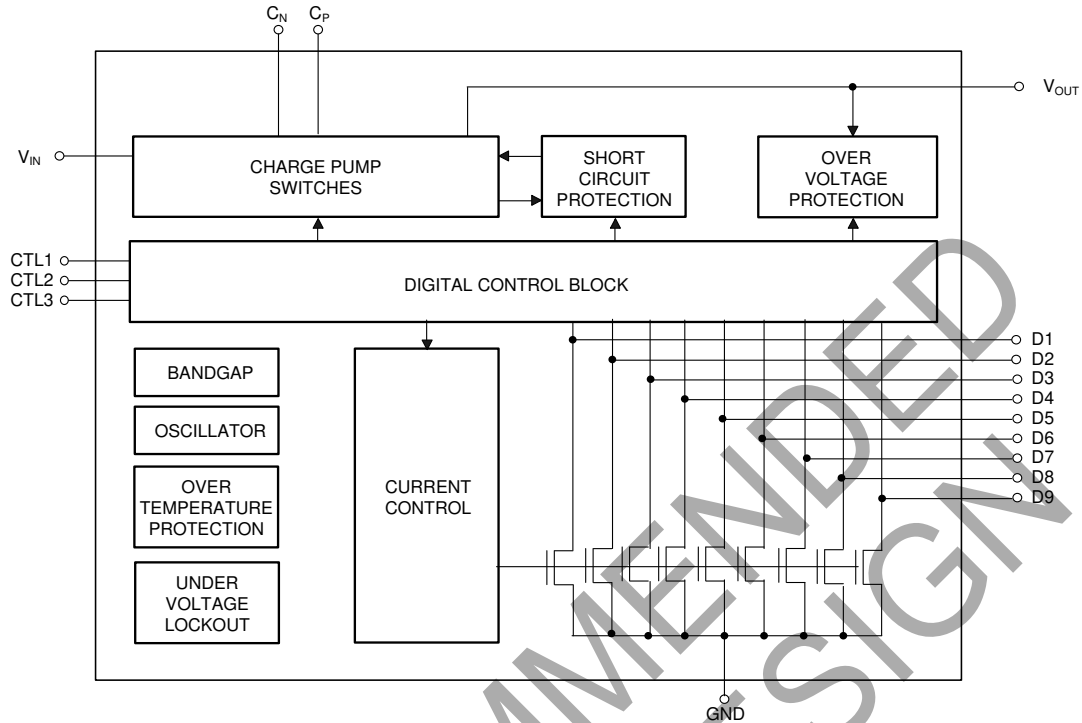 C_N C_P
V_OUT
V_IN
CHARGE PUMP
SWITCHES
SHORT
CIRCUIT
PROTECTION
OVER
VOLTAGE
PROTECTION
CTL1
CTL2
CTL3
DIGITAL CONTROL BLOCK
BANDGAP
OSCILLATOR
OVER
TEMPERATURE
PROTECTION
UNDER
VOLTAGE
LOCKOUT
CURRENT
CONTROL
D1
D2
D3
D4
D5
D6
D7
D8
D9
GND